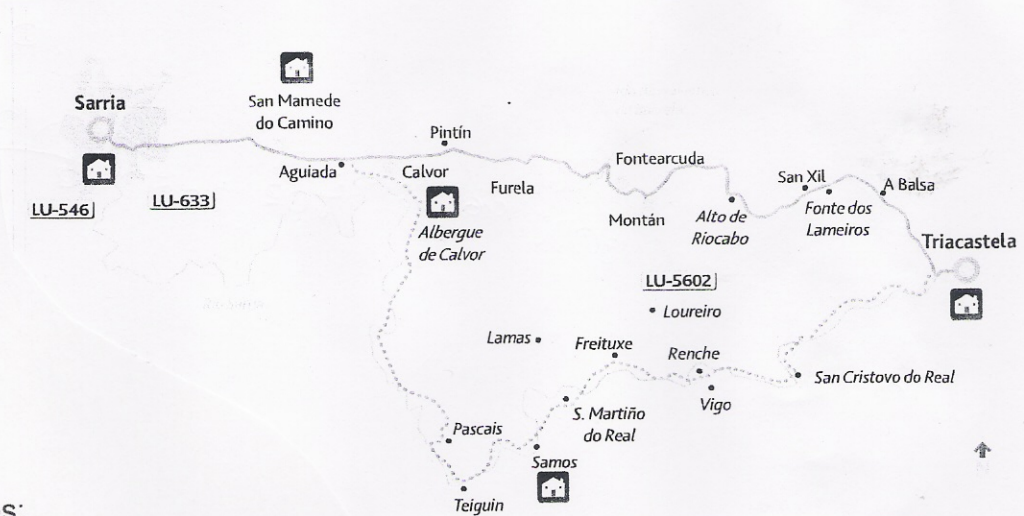 San Mamede
do Camino
Sarria
Pintín
Fontearcuda
Aguiada
Calvor
Furela
San Xil
A Balsa
LU-546
LU-633
Montán
Alto de
Riocabo
Fonte dos
Lameiros
Albergue
de Calvor
Triacastela
LU-5602
Loureiro
Lamas
Freituxe
Renche
San Cristovo do Real
Vigo
S. Martiño
do Real
Pascais
Samos
Teiguin